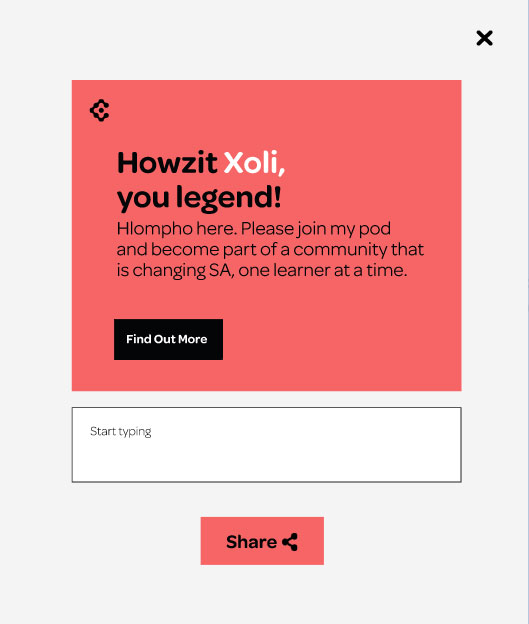 Howzit Xoli,
you legend!
Hlompho here. Please join my pod
and become part of a community that
is changing SA, one learner at a time.
Find Out More
Start typing
Share